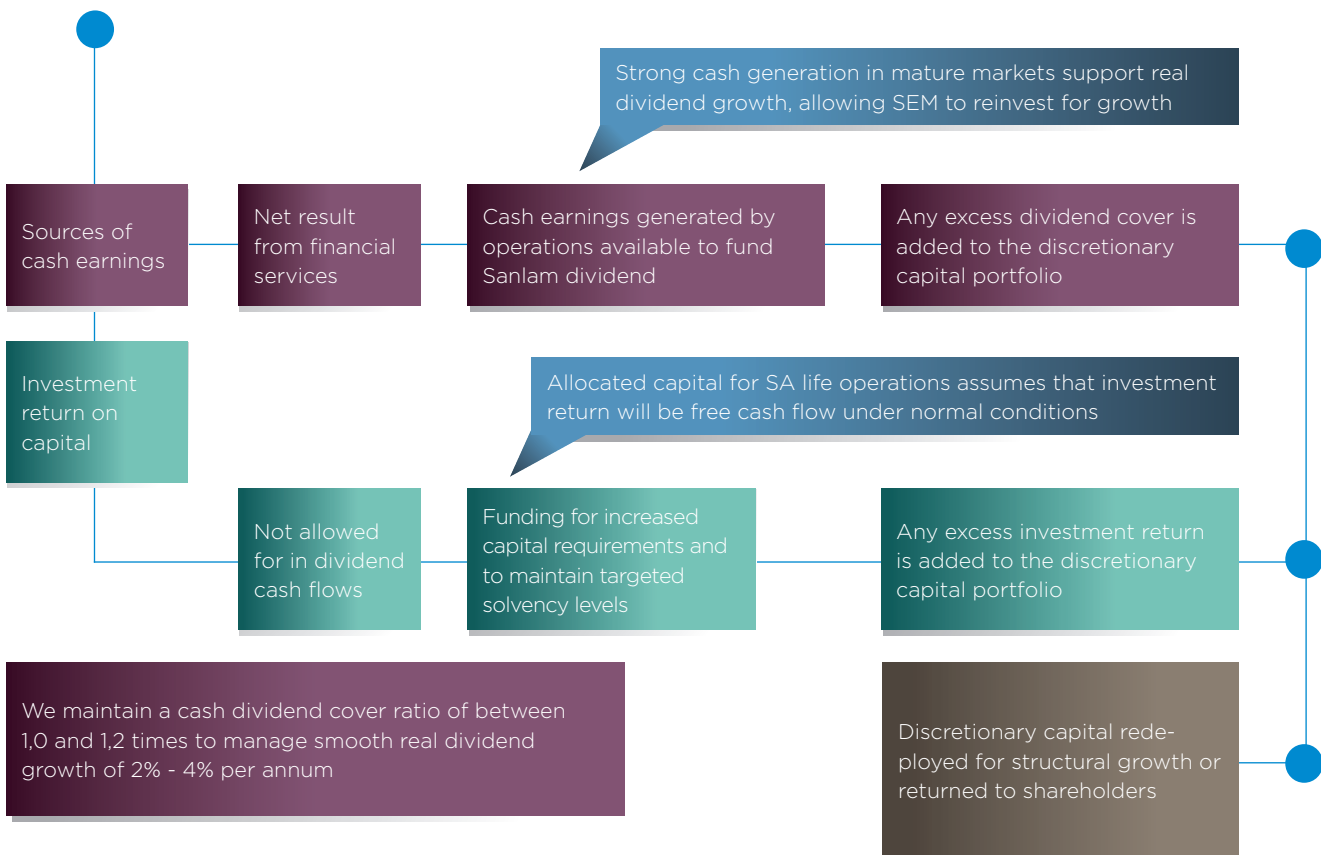 Strong cash generation in mature markets support real
dividend growth, allowing SEM to reinvest for growth
Sources of
cash earnings
Net result
from financial
services
Cash earnings generated by
operations available to fund
Sanlam dividend
Any excess dividend cover is
added to the discretionary
capital portfolio
Investment
return on
capital
Allocated capital for SA life operations assumes that investment
return will be free cash flow under normal conditions
Not allowed
for in dividend
cash flows
Funding for increased
capital requirements and
to maintain targeted
solvency levels
Any excess investment return
is added to the discretionary
capital portfolio
We maintain a cash dividend cover ratio of between
1,0 and 1,2 times to manage smooth real dividend
growth of 2% - 4% per annum
Discretionary capital rede-
ployed for structural growth or
returned to shareholders